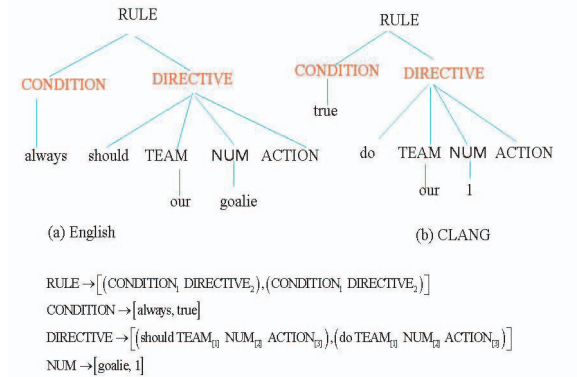 RULE
RULE
CONDITION DIRECTIVE
CONDITION DIRECTIVE
true
always should TEAM NUM ACTION
do TEAM NUM ACTION
our goalie
our 1
(a) English
(b) CLANG
RULE →[(CONDITION₁ DIRECTIVE₂),(CONDITION₁ DIRECTIVE₂)]
CONDITION →[always, true]
DIRECTIVE →[(should TEAM[1] NUM[2] ACTION[3]),(do TEAM[1] NUM[2] ACTION[3])]
NUM →[goalie, 1]